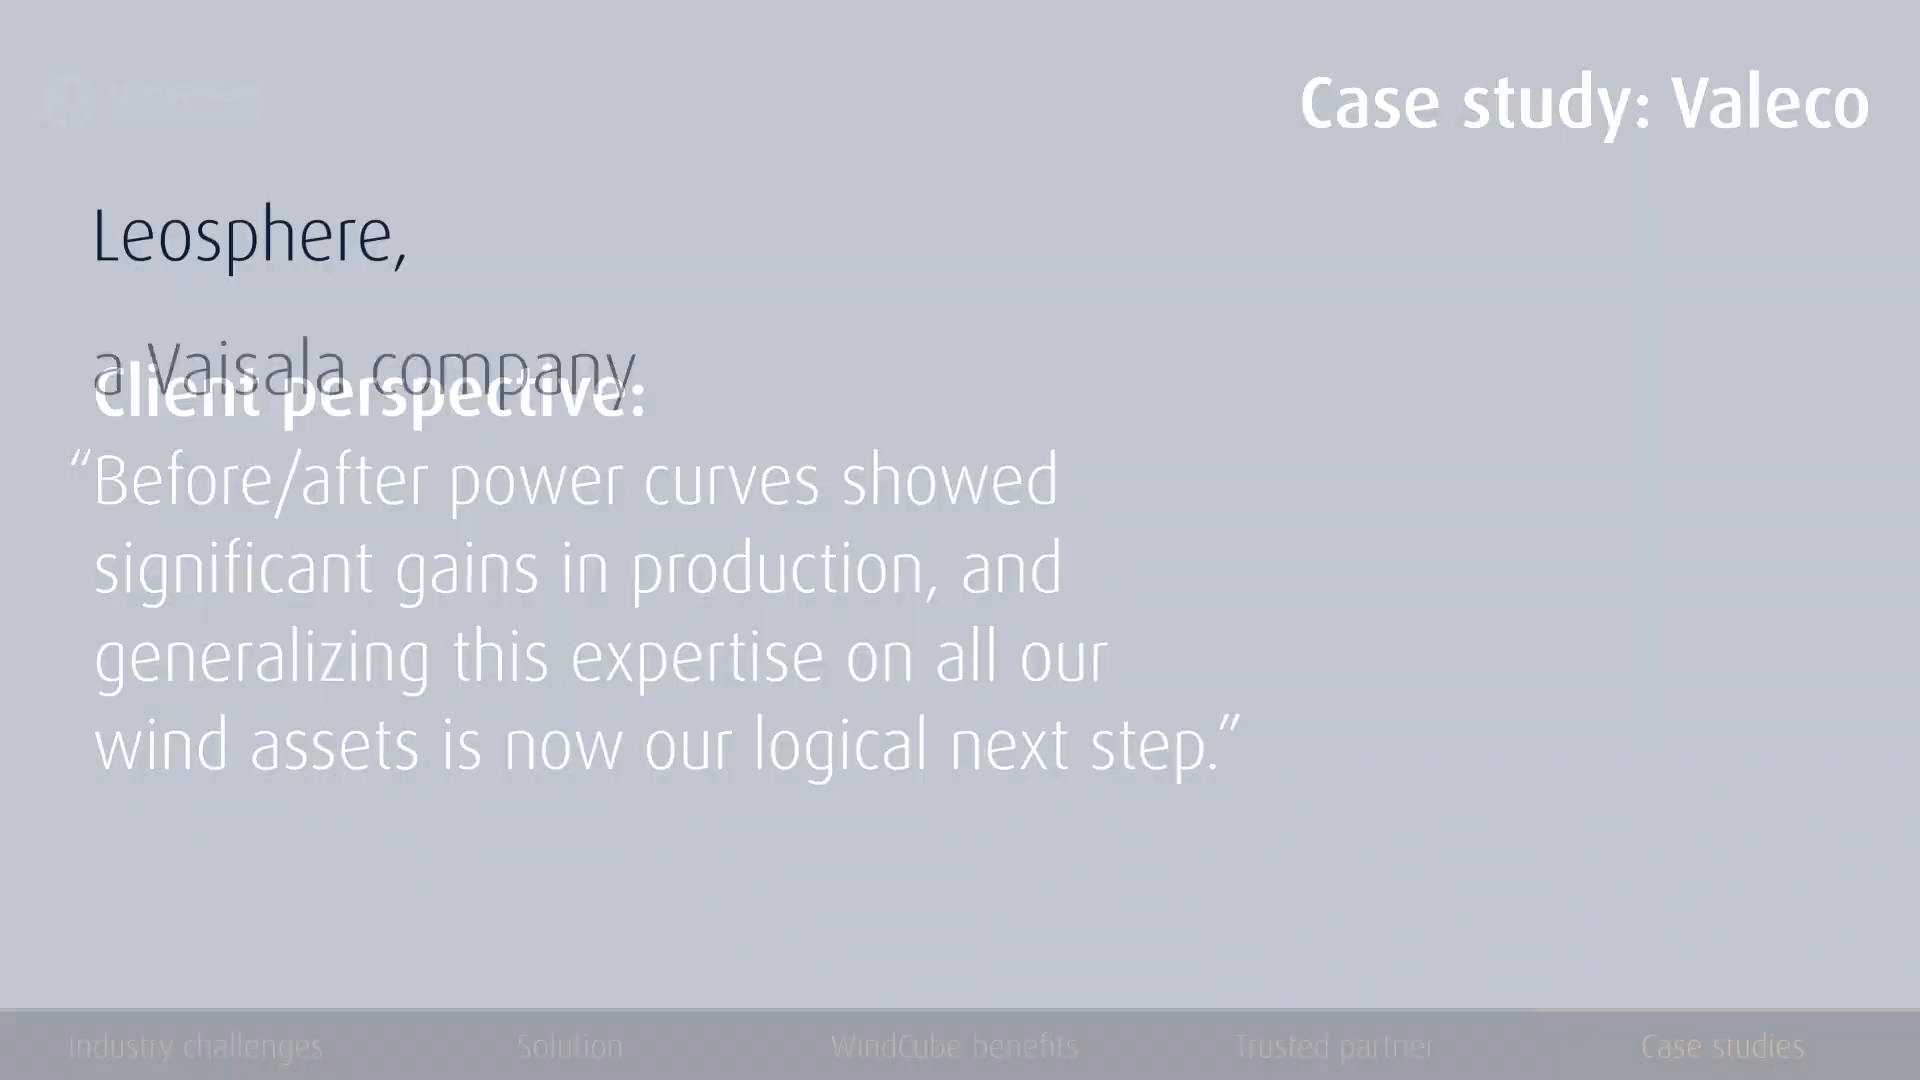 Case study: Valeco
Leosphere,
a Vaisala company
Client perspective:
“Before/after power curves showed
significant gains in production, and
generalizing this expertise on all our
wind assets is now our logical next step.”
Industry challenges
Solution
WindCube benefits
Trusted partner
Case studies